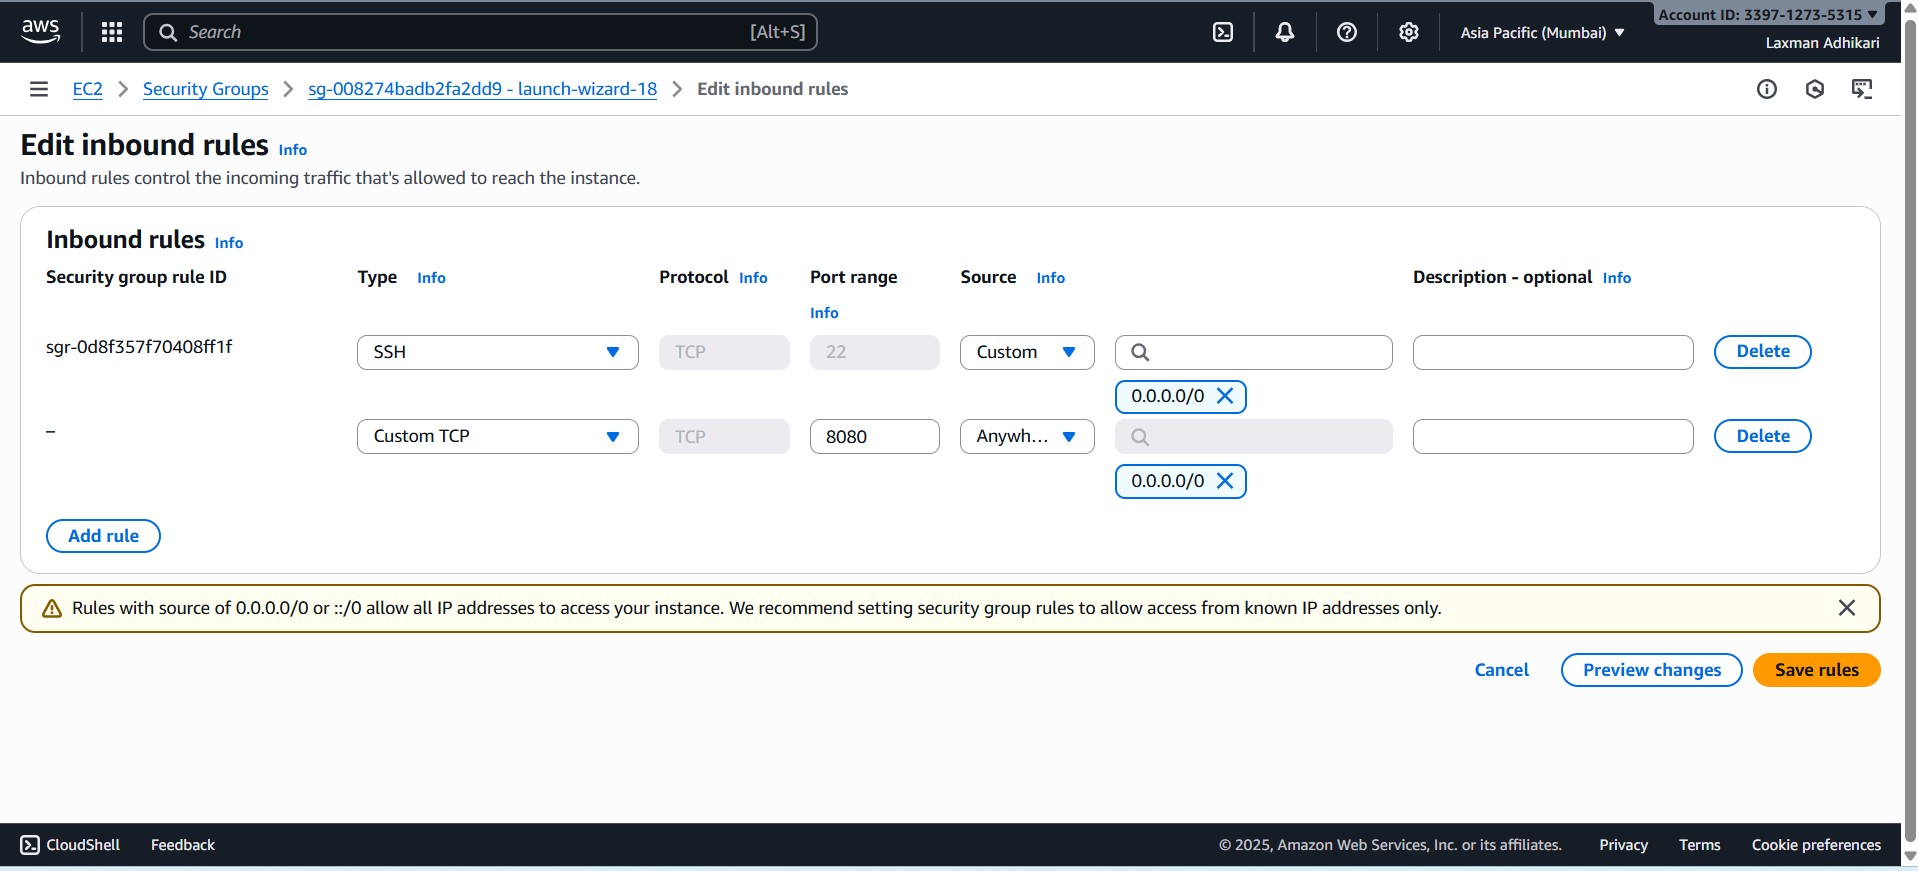 aws
Search [Alt+S]
Asia Pacific (Mumbai)
Account ID: 3397-1273-5315
Laxman Adhikari
EC2 Security Groups sg-008274badb2fa2dd9 - launch-wizard-18 Edit inbound rules
Edit inbound rules Info
Inbound rules control the incoming traffic that's allowed to reach the instance.
Inbound rules Info
Security group rule ID Type Info Protocol Info Port range Info Source Info Description - optional Info
sgr-0d8f357f70408ff1f SSH TCP 22 Custom Delete
0.0.0.0/0
– Custom TCP TCP 8080 Anywh... Delete
0.0.0.0/0
Add rule
Rules with source of 0.0.0.0/0 or ::/0 allow all IP addresses to access your instance. We recommend setting security group rules to allow access from known IP addresses only.
Cancel Preview changes Save rules
CloudShell Feedback © 2025, Amazon Web Services, Inc. or its affiliates. Privacy Terms Cookie preferences